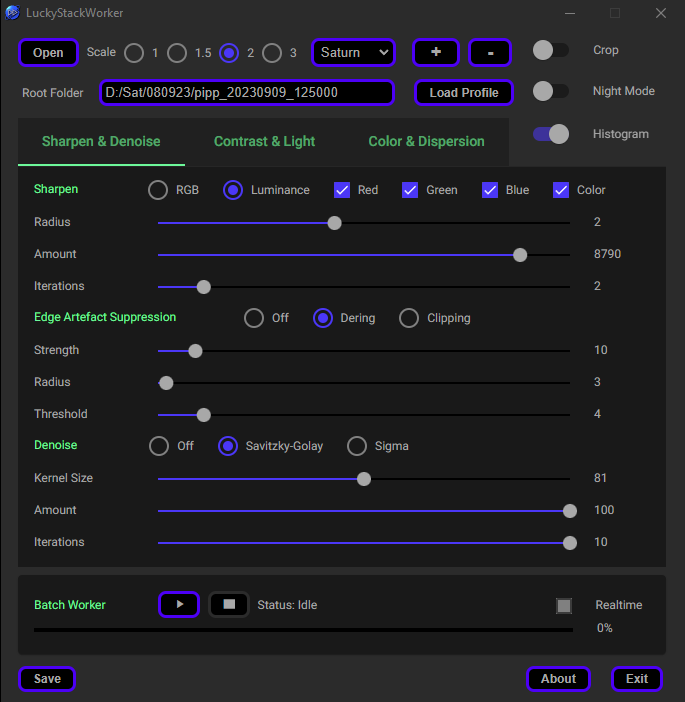 LuckyStackWorker
Open Scale 1 1.5 2 3 Saturn + - Crop
Root Folder D:/Sat/080923/pipp_20230909_125000 Load Profile Night Mode
Sharpen & Denoise Contrast & Light Color & Dispersion Histogram
Sharpen RGB Luminance Red Green Blue Color
Radius 2
Amount 8790
Iterations 2
Edge Artefact Suppression Off Dering Clipping
Strength 10
Radius 3
Threshold 4
Denoise Off Savitzky-Golay Sigma
Kernel Size 81
Amount 100
Iterations 10
Batch Worker Status: Idle Realtime
0%
Save About Exit